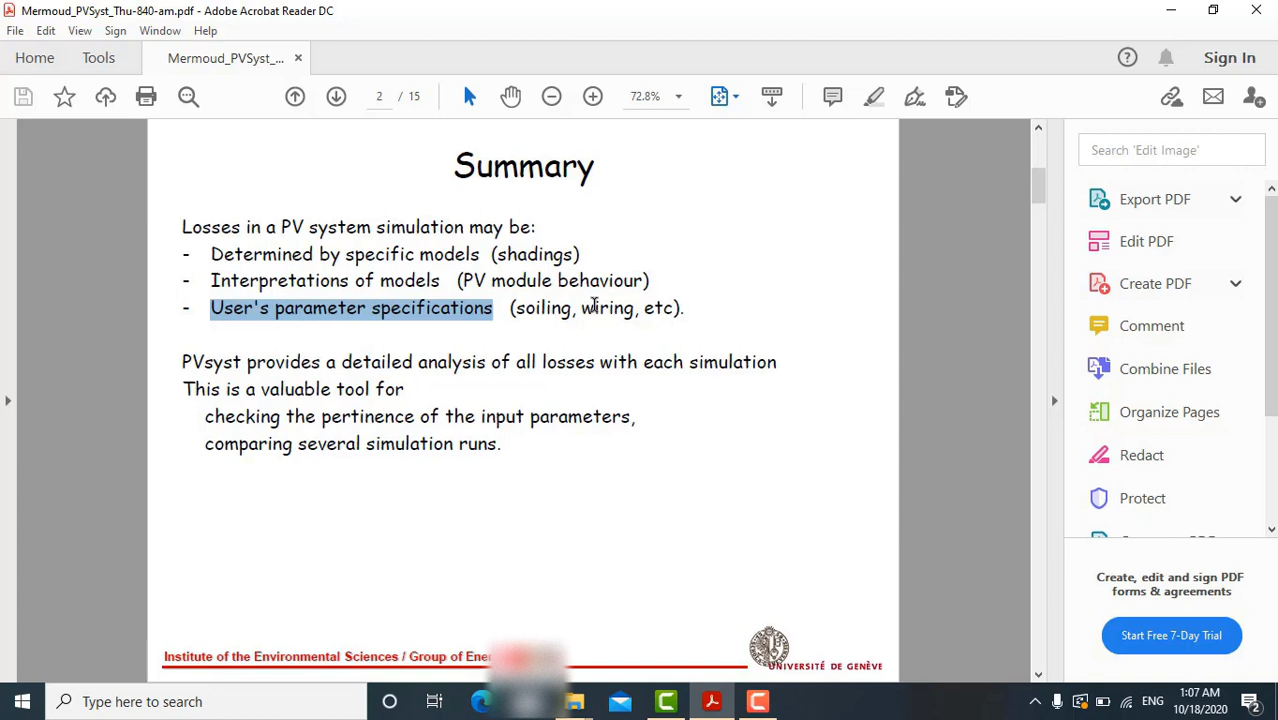 Mermoud_PVSyst_Thu-840-am.pdf - Adobe Acrobat Reader DC
File Edit View Sign Window Help
Home Tools Mermoud_PVSyst_... × Sign In
2 / 15 72.8%
Summary
Losses in a PV system simulation may be:
- Determined by specific models (shadings)
- Interpretations of models (PV module behaviour)
- User's parameter specifications (soiling, wiring, etc).
PVsyst provides a detailed analysis of all losses with each simulation
This is a valuable tool for
checking the pertinence of the input parameters,
comparing several simulation runs.
Institute of the Environmental Sciences / Group of
UNIVERSITÉ DE GENÈVE
Search 'Edit Image'
Export PDF
Edit PDF
Create PDF
Comment
Combine Files
Organize Pages
Redact
Protect
Create, edit and sign PDF
forms & agreements
Start Free 7-Day Trial
Type here to search
ENG
1:07 AM
10/18/2020
2